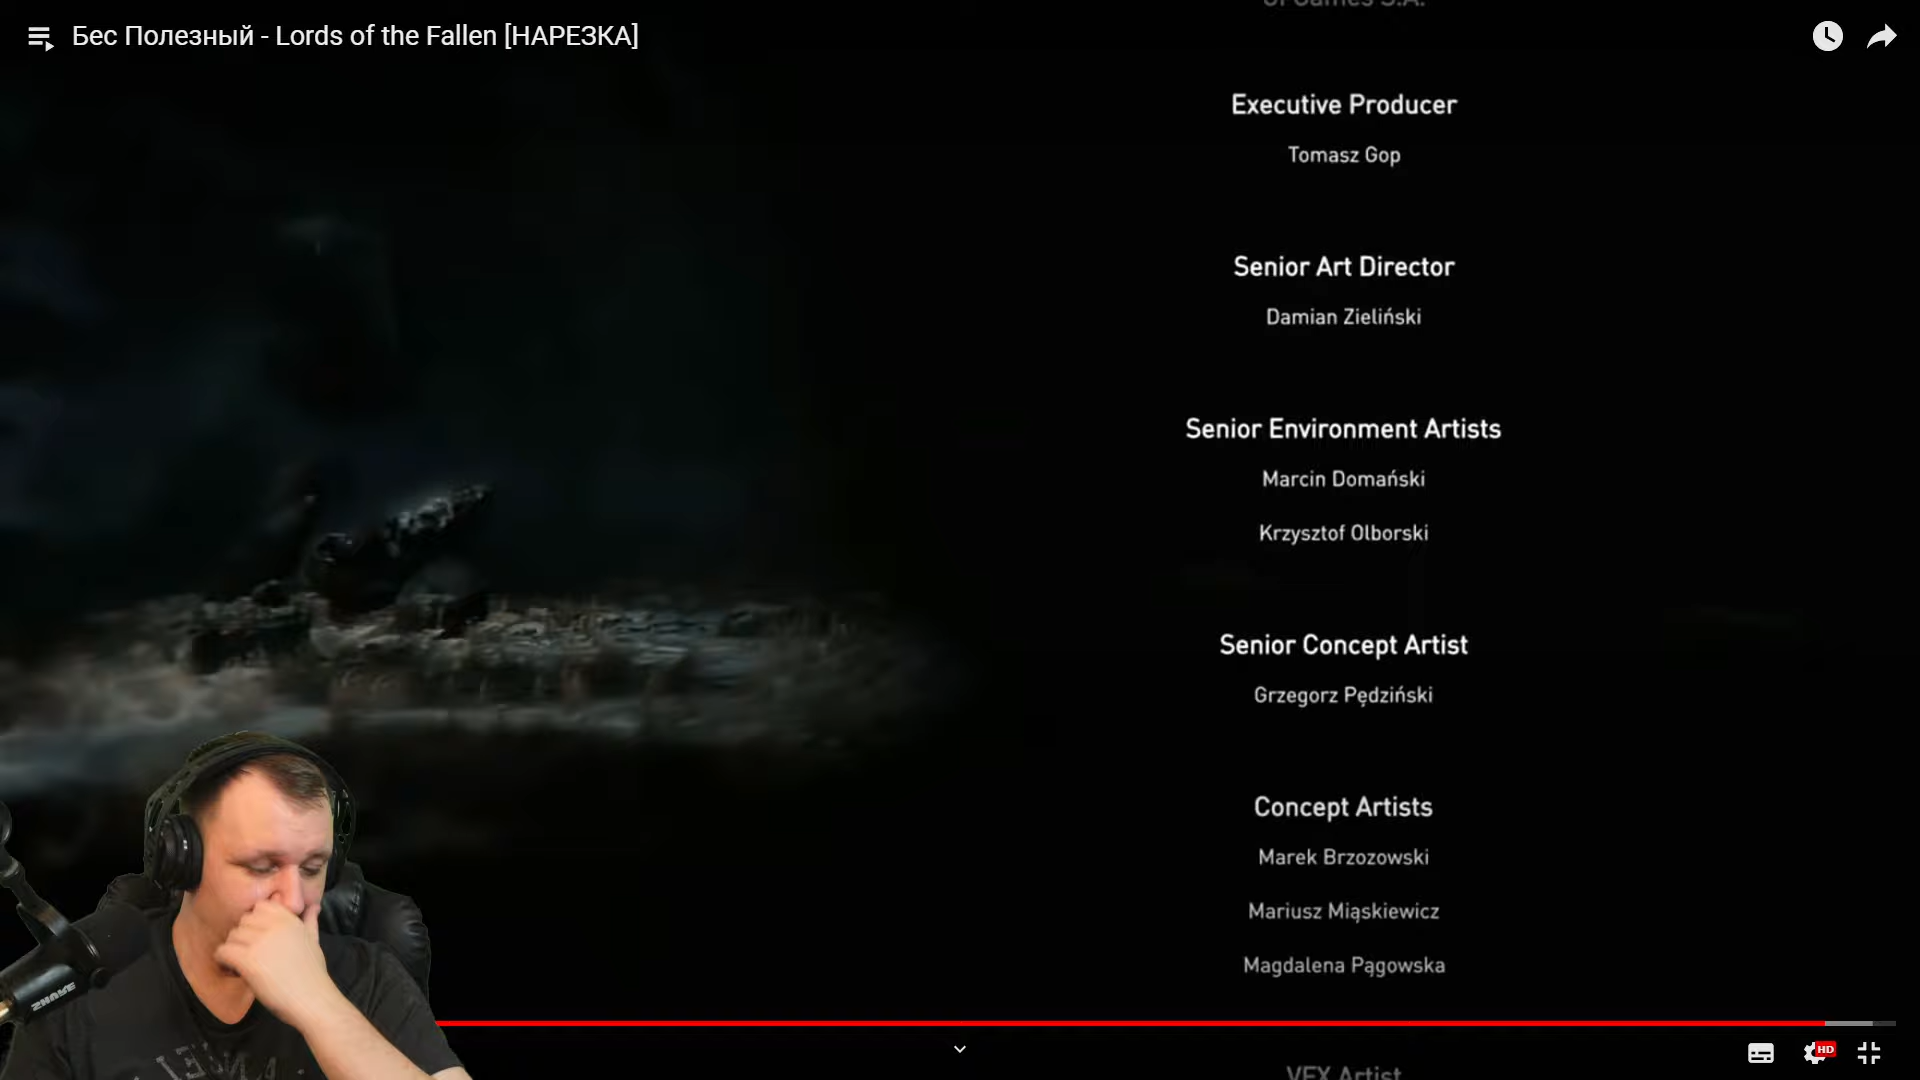 Бес Полезный - Lords of the Fallen [НАРЕЗКА]
Executive Producer
Tomasz Gop
Senior Art Director
Damian Zieliński
Senior Environment Artists
Marcin Domański
Krzysztof Olborski
Senior Concept Artist
Grzegorz Pędziński
Concept Artists
Marek Brzozowski
Mariusz Miąskiewicz
Magdalena Pągowska
VFX Artist
HD